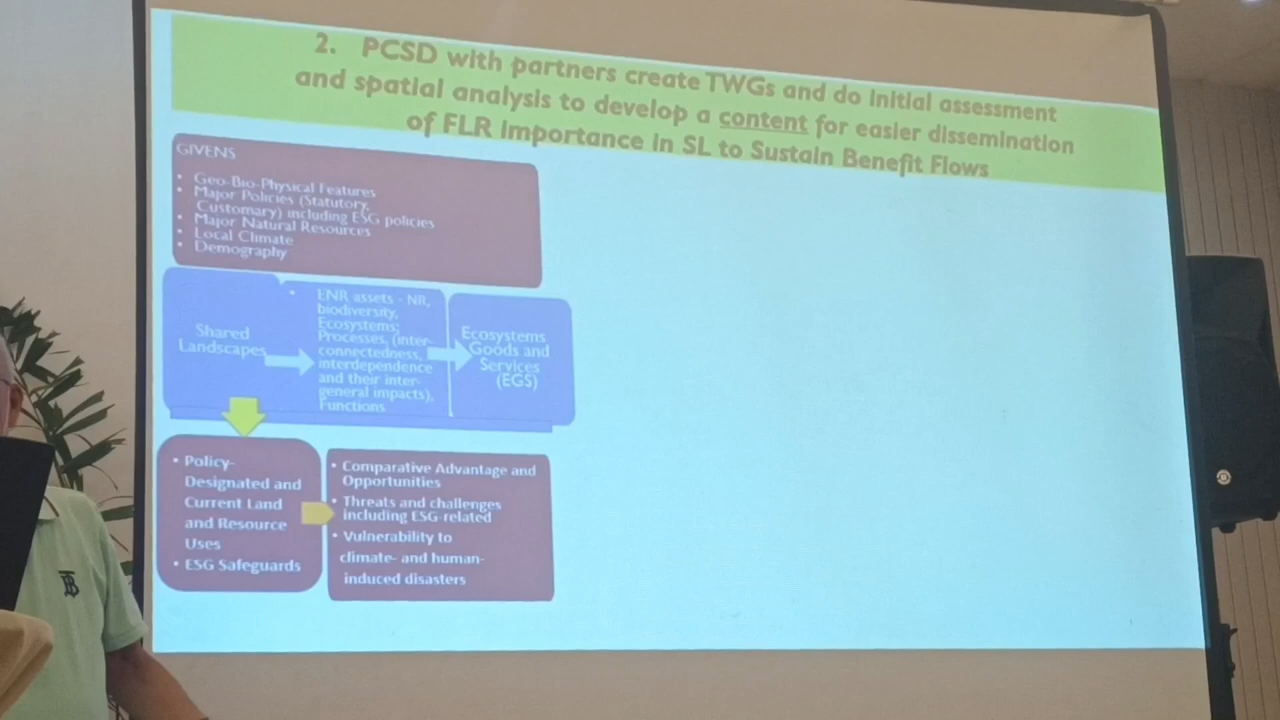 2. PCSD with partners create TWGs and do initial assessment
and spatial analysis to develop a content for easier dissemination
of FLR importance in SL to Sustain Benefit Flows
GIVENS
• Geo-Bio-Physical Features
• Major Policies (Statutory,
Customary) including ESG policies
• Major Natural Resources
• Local Climate
• Demography
Shared
Landscapes
• ENR assets - NR,
biodiversity,
Ecosystems;
Processes, (inter-
connectedness,
interdependence
and their inter-
general impacts),
Functions
Ecosystems
Goods and
Services
(EGS)
• Policy-
Designated and
Current Land
and Resource
Uses
• ESG Safeguards
• Comparative Advantage and
Opportunities
• Threats and challenges
including ESG-related
• Vulnerability to
climate- and human-
induced disasters
B